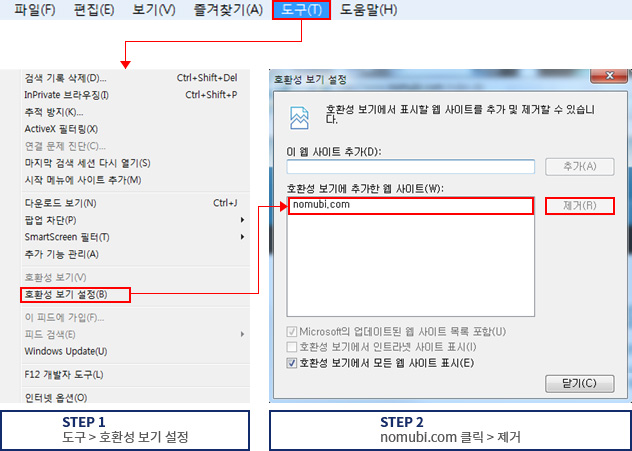 파일(F) 편집(E) 보기(V) 즐겨찾기(A) 도구(T) 도움말(H)
검색 기록 삭제(D)... Ctrl+Shift+Del
InPrivate 브라우징(I) Ctrl+Shift+P
추적 방지(K)...
ActiveX 필터링(X)
연결 문제 진단(C)...
마지막 검색 세션 다시 열기(S)
시작 메뉴에 사이트 추가(M)
다운로드 보기(N) Ctrl+J
팝업 차단(P)
SmartScreen 필터(T)
추가 기능 관리(A)
호환성 보기(V)
호환성 보기 설정(B)
이 피드에 가입(F)...
피드 검색(E)
Windows Update(U)
F12 개발자 도구(L)
인터넷 옵션(O)
STEP 1
도구 > 호환성 보기 설정
호환성 보기 설정
호환성 보기에서 표시할 웹 사이트를 추가 및 제거할 수 있습니
다.
이 웹 사이트 추가(D):
추가(A)
호환성 보기에 추가한 웹 사이트(W):
nomubi.com
제거(R)
Microsoft의 업데이트된 웹 사이트 목록 포함(U)
호환성 보기에서 인트라넷 사이트 표시(I)
호환성 보기에서 모든 웹 사이트 표시(E)
닫기(C)
STEP 2
nomubi.com 클릭 > 제거